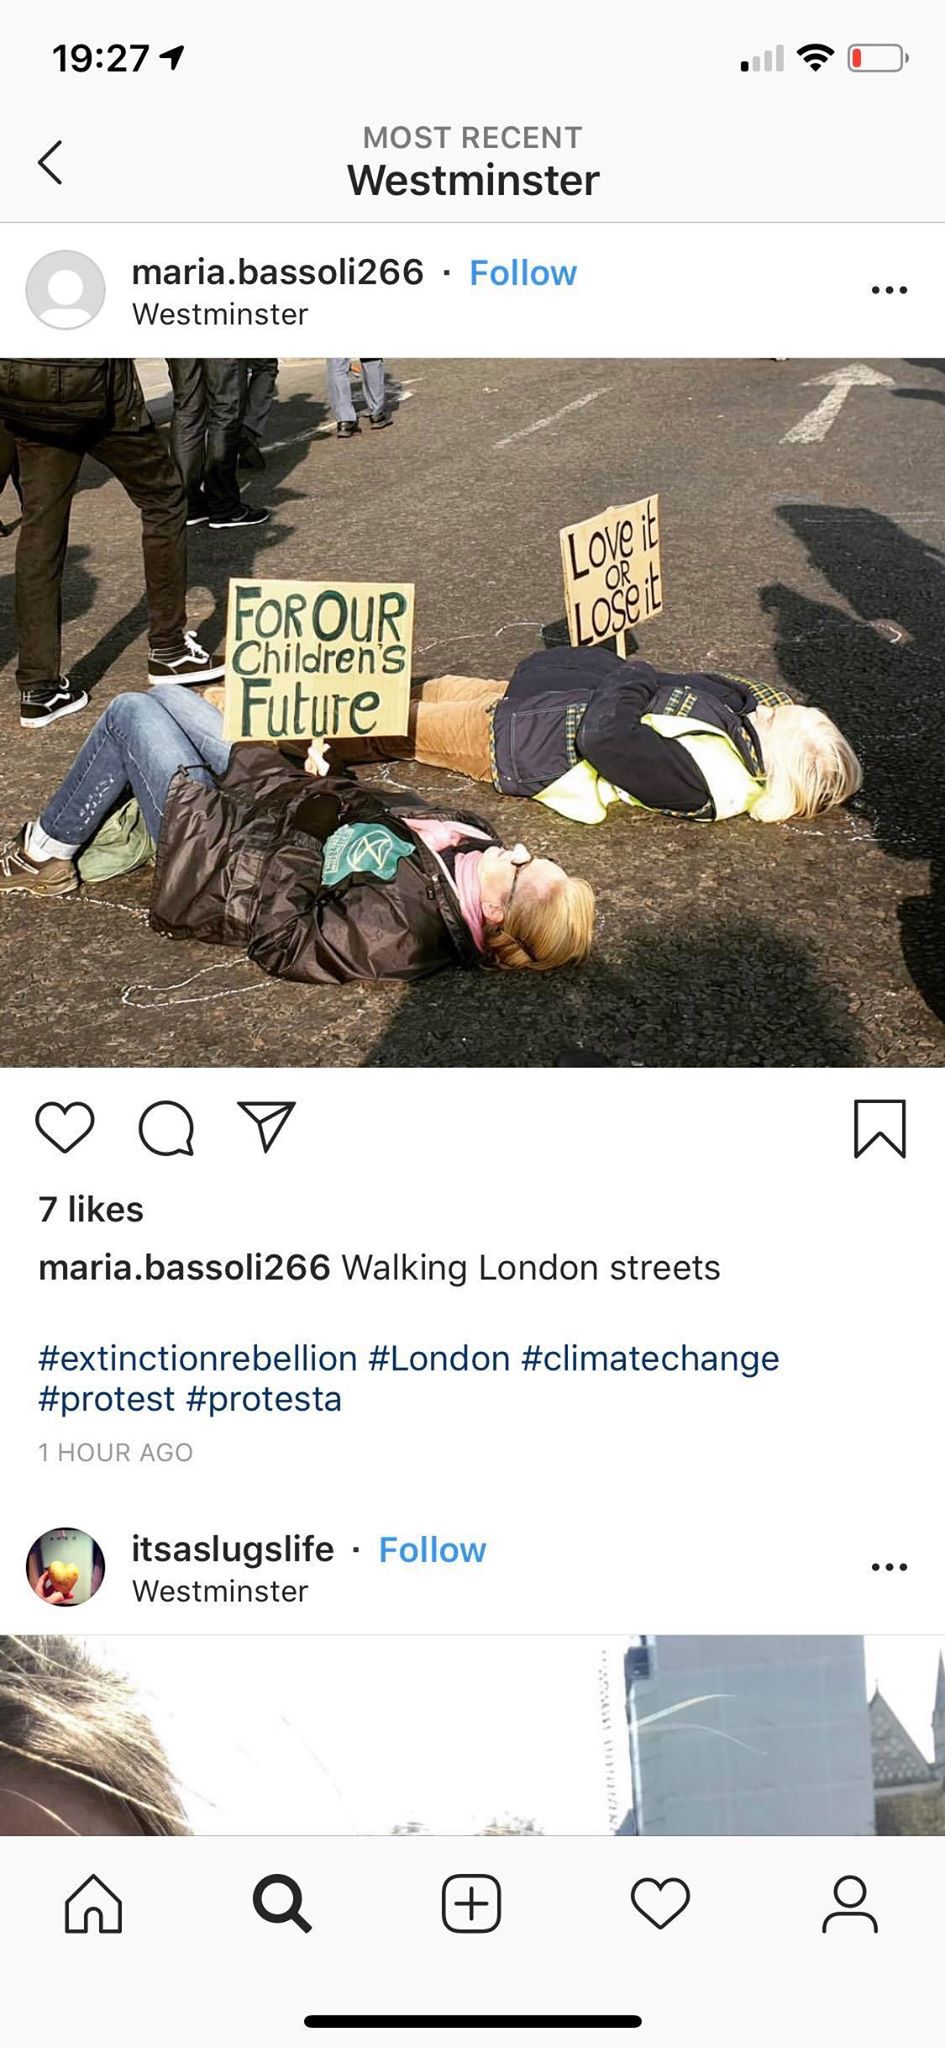 19:27
MOST RECENT
Westminster
maria.bassoli266 · Follow
Westminster
LOVE it
OR
LOSE it
FOR OUR
Children's
Future
7 likes
maria.bassoli266 Walking London streets
#extinctionrebellion #London #climatechange
#protest #protesta
1 HOUR AGO
itsaslugslife · Follow
Westminster